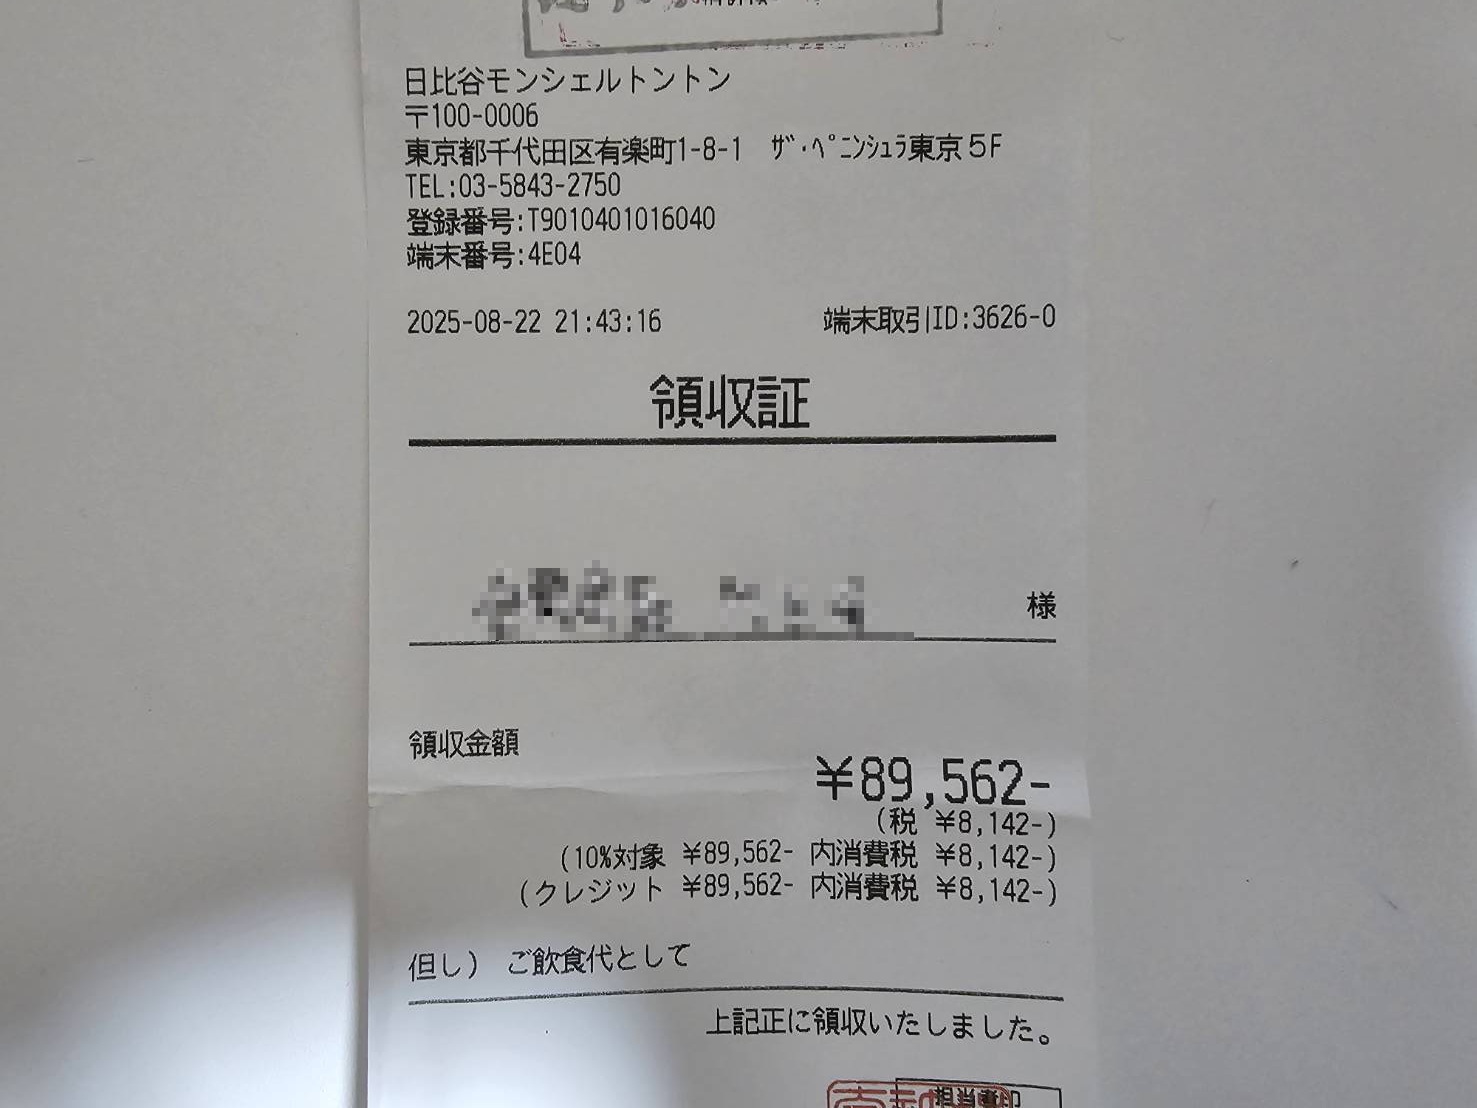 日比谷モンシェルトントン
〒100-0006
東京都千代田区有楽町1-8-1 ザ・ペニンシュラ東京５F
TEL:03-5843-2750
登録番号:T9010401016040
端末番号:4E04
2025-08-22 21:43:16 端末取引ID:3626-0
領収証
様
領収金額
¥89,562-
(税 ¥8,142-)
(10%対象 ¥89,562- 内消費税 ¥8,142-)
(クレジット ¥89,562- 内消費税 ¥8,142-)
但し) ご飲食代として
上記正に領収いたしました。
担当者印